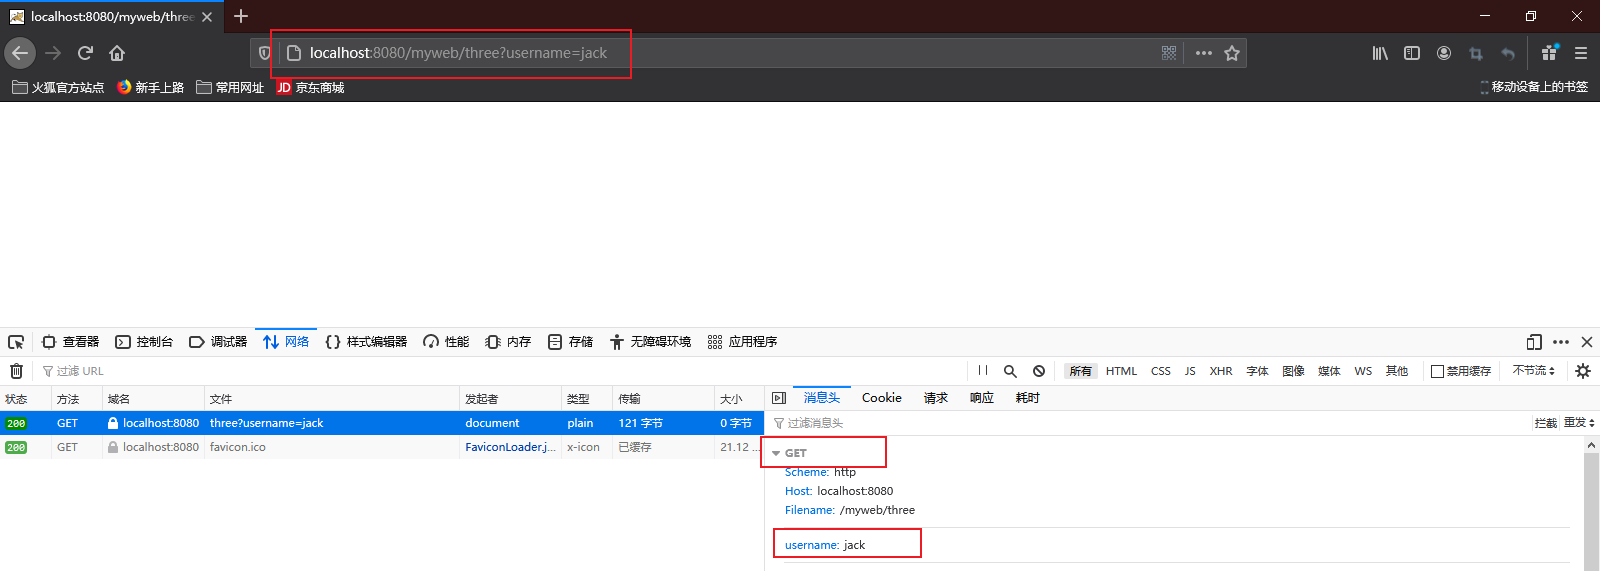 localhost:8080/myweb/three
localhost:8080/myweb/three?username=jack
火狐官方站点 新手上路 常用网址 JD 京东商城 移动设备上的书签
查看器 控制台 调试器 网络 样式编辑器 性能 内存 存储 无障碍环境 应用程序
过滤 URL 所有 HTML CSS JS XHR 字体 图像 媒体 WS 其他 禁用缓存 不节流
状态 方法 域名 文件 发起者 类型 传输 大小 消息头 Cookie 请求 响应 耗时
200 GET localhost:8080 three?username=jack document plain 121 字节 0 字节
过滤消息头 拦截 重发
200 GET localhost:8080 favicon.ico FaviconLoader.j... x-icon 已缓存 21.12 ...
GET
Scheme: http
Host: localhost:8080
Filename: /myweb/three
username: jack